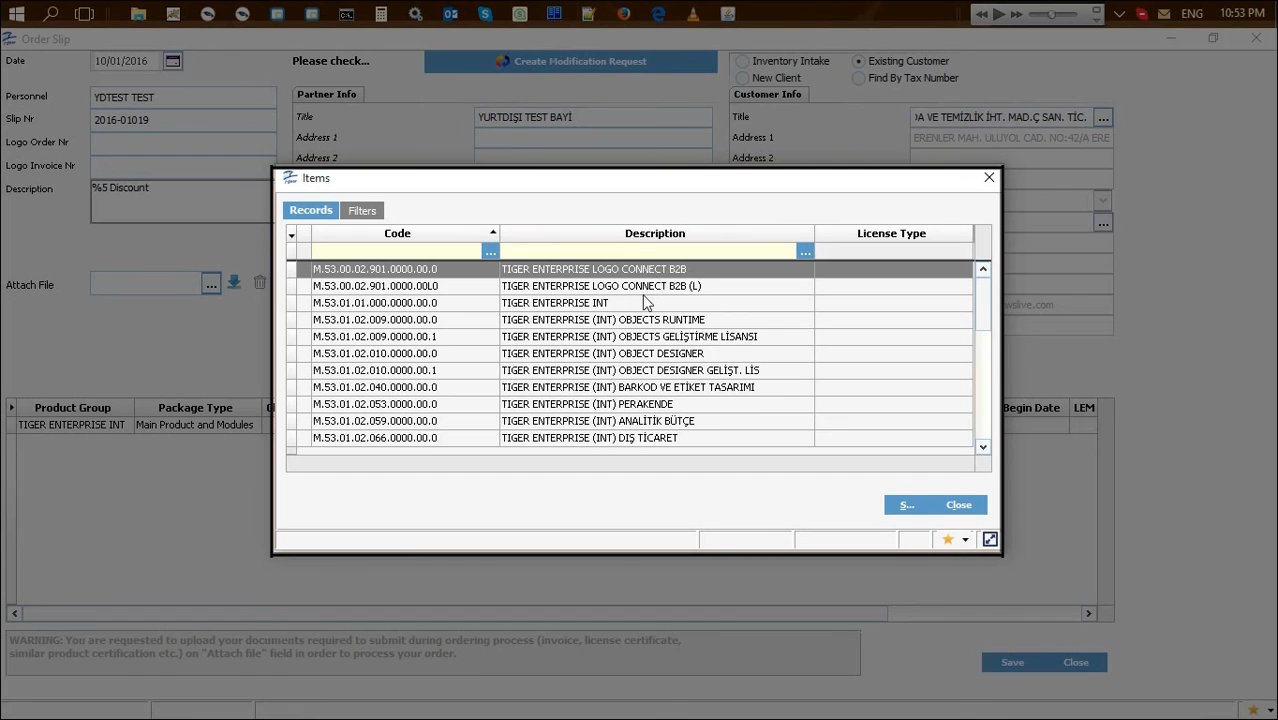 ENG
10:53 PM
Order Slip
Date
10/01/2016
Please check...
Create Modification Request
Inventory Intake
Existing Customer
New Client
Find By Tax Number
Personnel
YDTEST TEST
Partner Info
Customer Info
Slip Nr
2016-01019
Title
YURTDIŞI TEST BAYİ
Title
DA VE TEMİZLİK İHT. MAD.Ç SAN. TİC.
...
Logo Order Nr
Address 1
Address 1
ERENLER MAH. ULUYOL CAD. NO:42/A ERE
Address 2
Address 2
Logo Invoice Nr
Description
%5 Discount
Attach File
...
wslive.com
Items
Records
Filters
Code
Description
License Type
...
...
M.53.00.02.901.0000.00.0
TIGER ENTERPRISE LOGO CONNECT B2B
M.53.00.02.901.0000.00L0
TIGER ENTERPRISE LOGO CONNECT B2B (L)
M.53.01.01.000.0000.00.0
TIGER ENTERPRISE INT
M.53.01.02.009.0000.00.0
TIGER ENTERPRISE (INT) OBJECTS RUNTIME
M.53.01.02.009.0000.00.1
TIGER ENTERPRISE (INT) OBJECTS GELİŞTİRME LİSANSI
M.53.01.02.010.0000.00.0
TIGER ENTERPRISE (INT) OBJECT DESIGNER
M.53.01.02.010.0000.00.1
TIGER ENTERPRISE (INT) OBJECT DESIGNER GELİŞT. LİS
M.53.01.02.040.0000.00.0
TIGER ENTERPRISE (INT) BARKOD VE ETİKET TASARIMI
M.53.01.02.053.0000.00.0
TIGER ENTERPRISE (INT) PERAKENDE
M.53.01.02.059.0000.00.0
TIGER ENTERPRISE (INT) ANALİTİK BÜTÇE
M.53.01.02.066.0000.00.0
TIGER ENTERPRISE (INT) DIŞ TİCARET
S...
Close
Product Group
Package Type
Begin Date
LEM
TIGER ENTERPRISE INT
Main Product and Modules
WARNING: You are requested to upload your documents required to submit during ordering process (invoice, license certificate,
similar product certification etc.) on "Attach file" field in order to process your order.
Save
Close